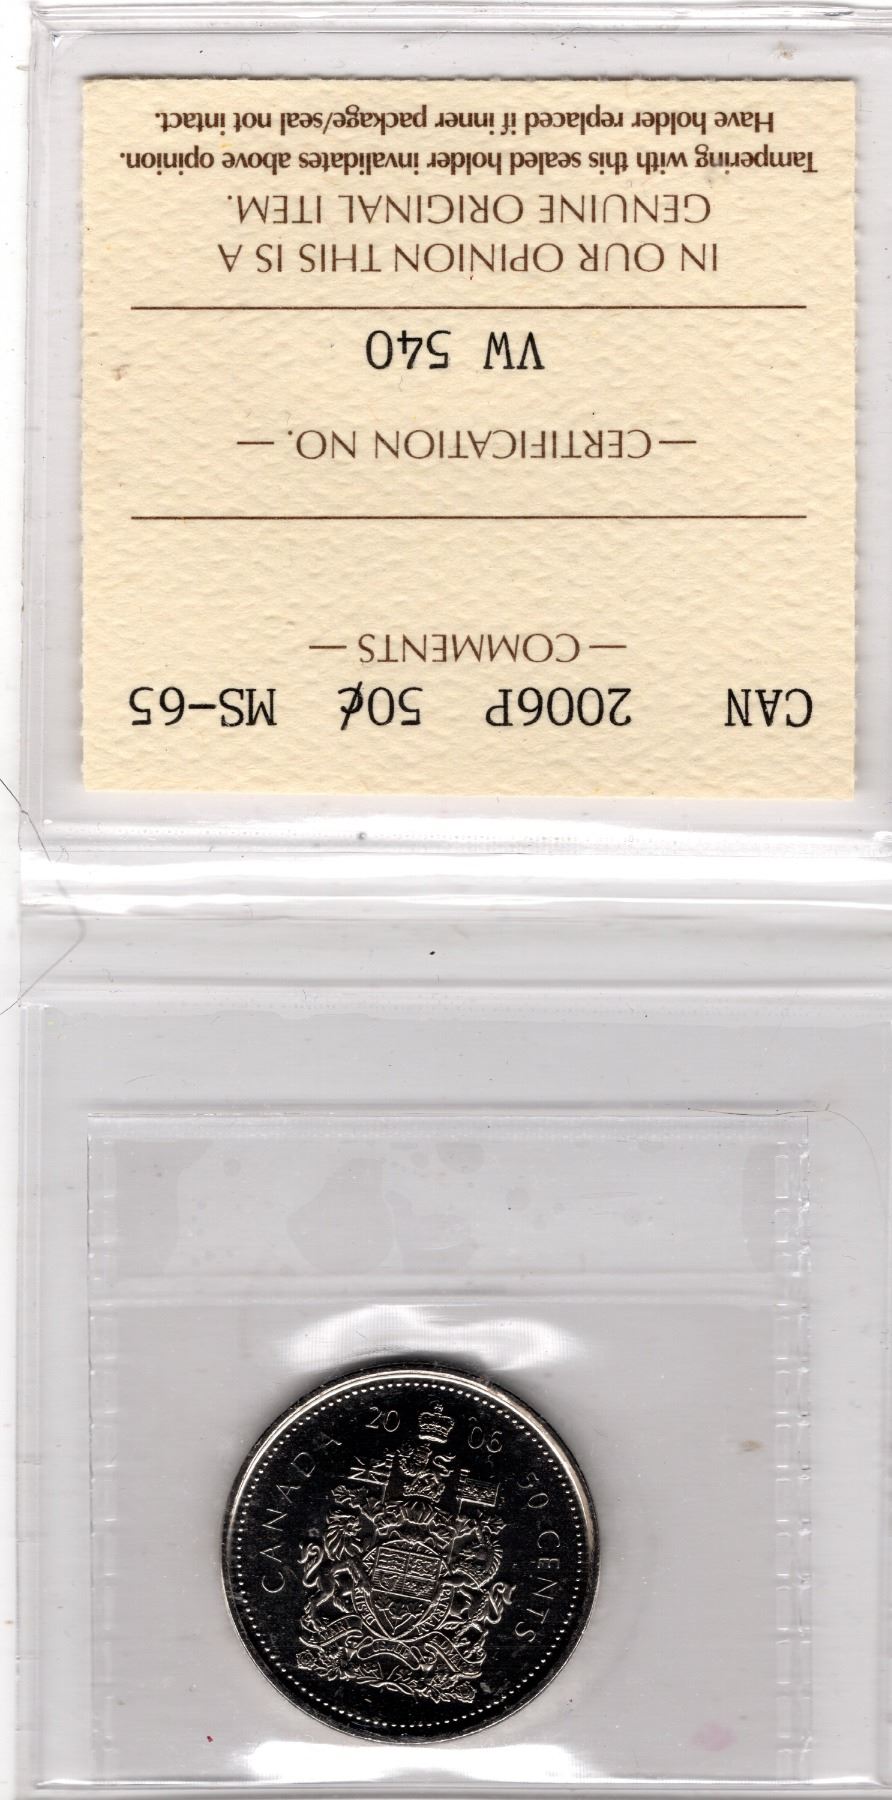 CAN 2006P 50¢ MS-65
— COMMENTS —
— CERTIFICATION NO. —
VW 540
IN OUR OPINION THIS IS A
GENUINE ORIGINAL ITEM.
Tampering with this sealed holder invalidates above opinion.
Have holder replaced if inner package/seal not intact.
20 06
CANADA
50 CENTS